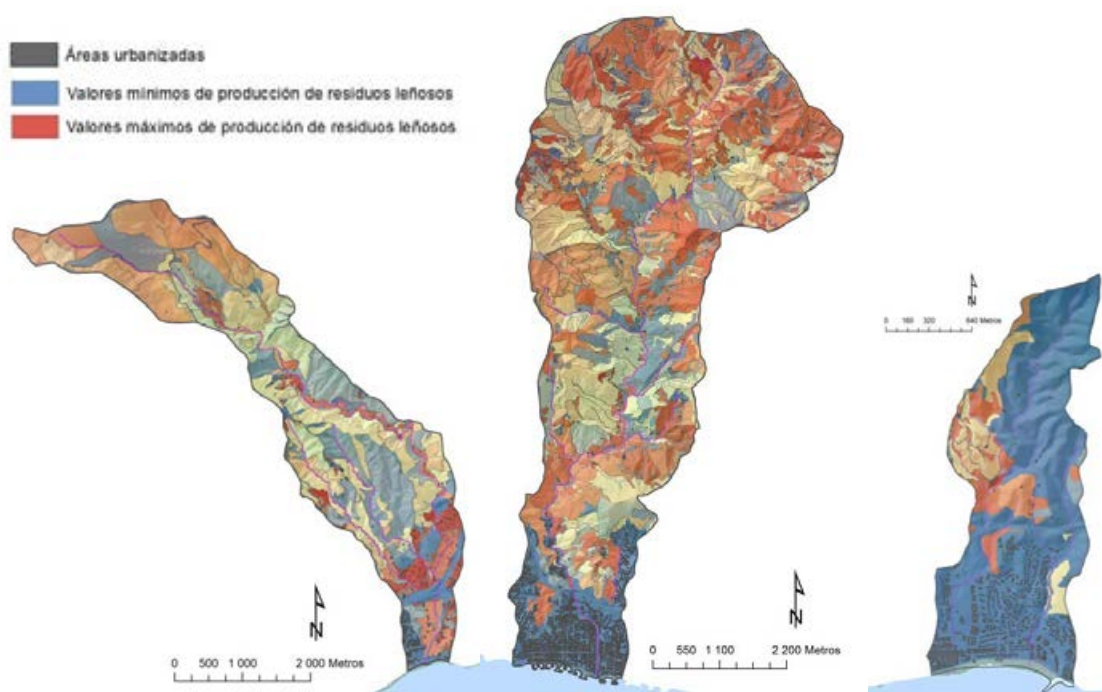 Áreas urbanizadas
Valores mínimos de producción de residuos leñosos
Valores máximos de producción de residuos leñosos
N
0 500 1 000 2 000 Metros
N
0 550 1 100 2 200 Metros
N
0 160 320 640 Metros